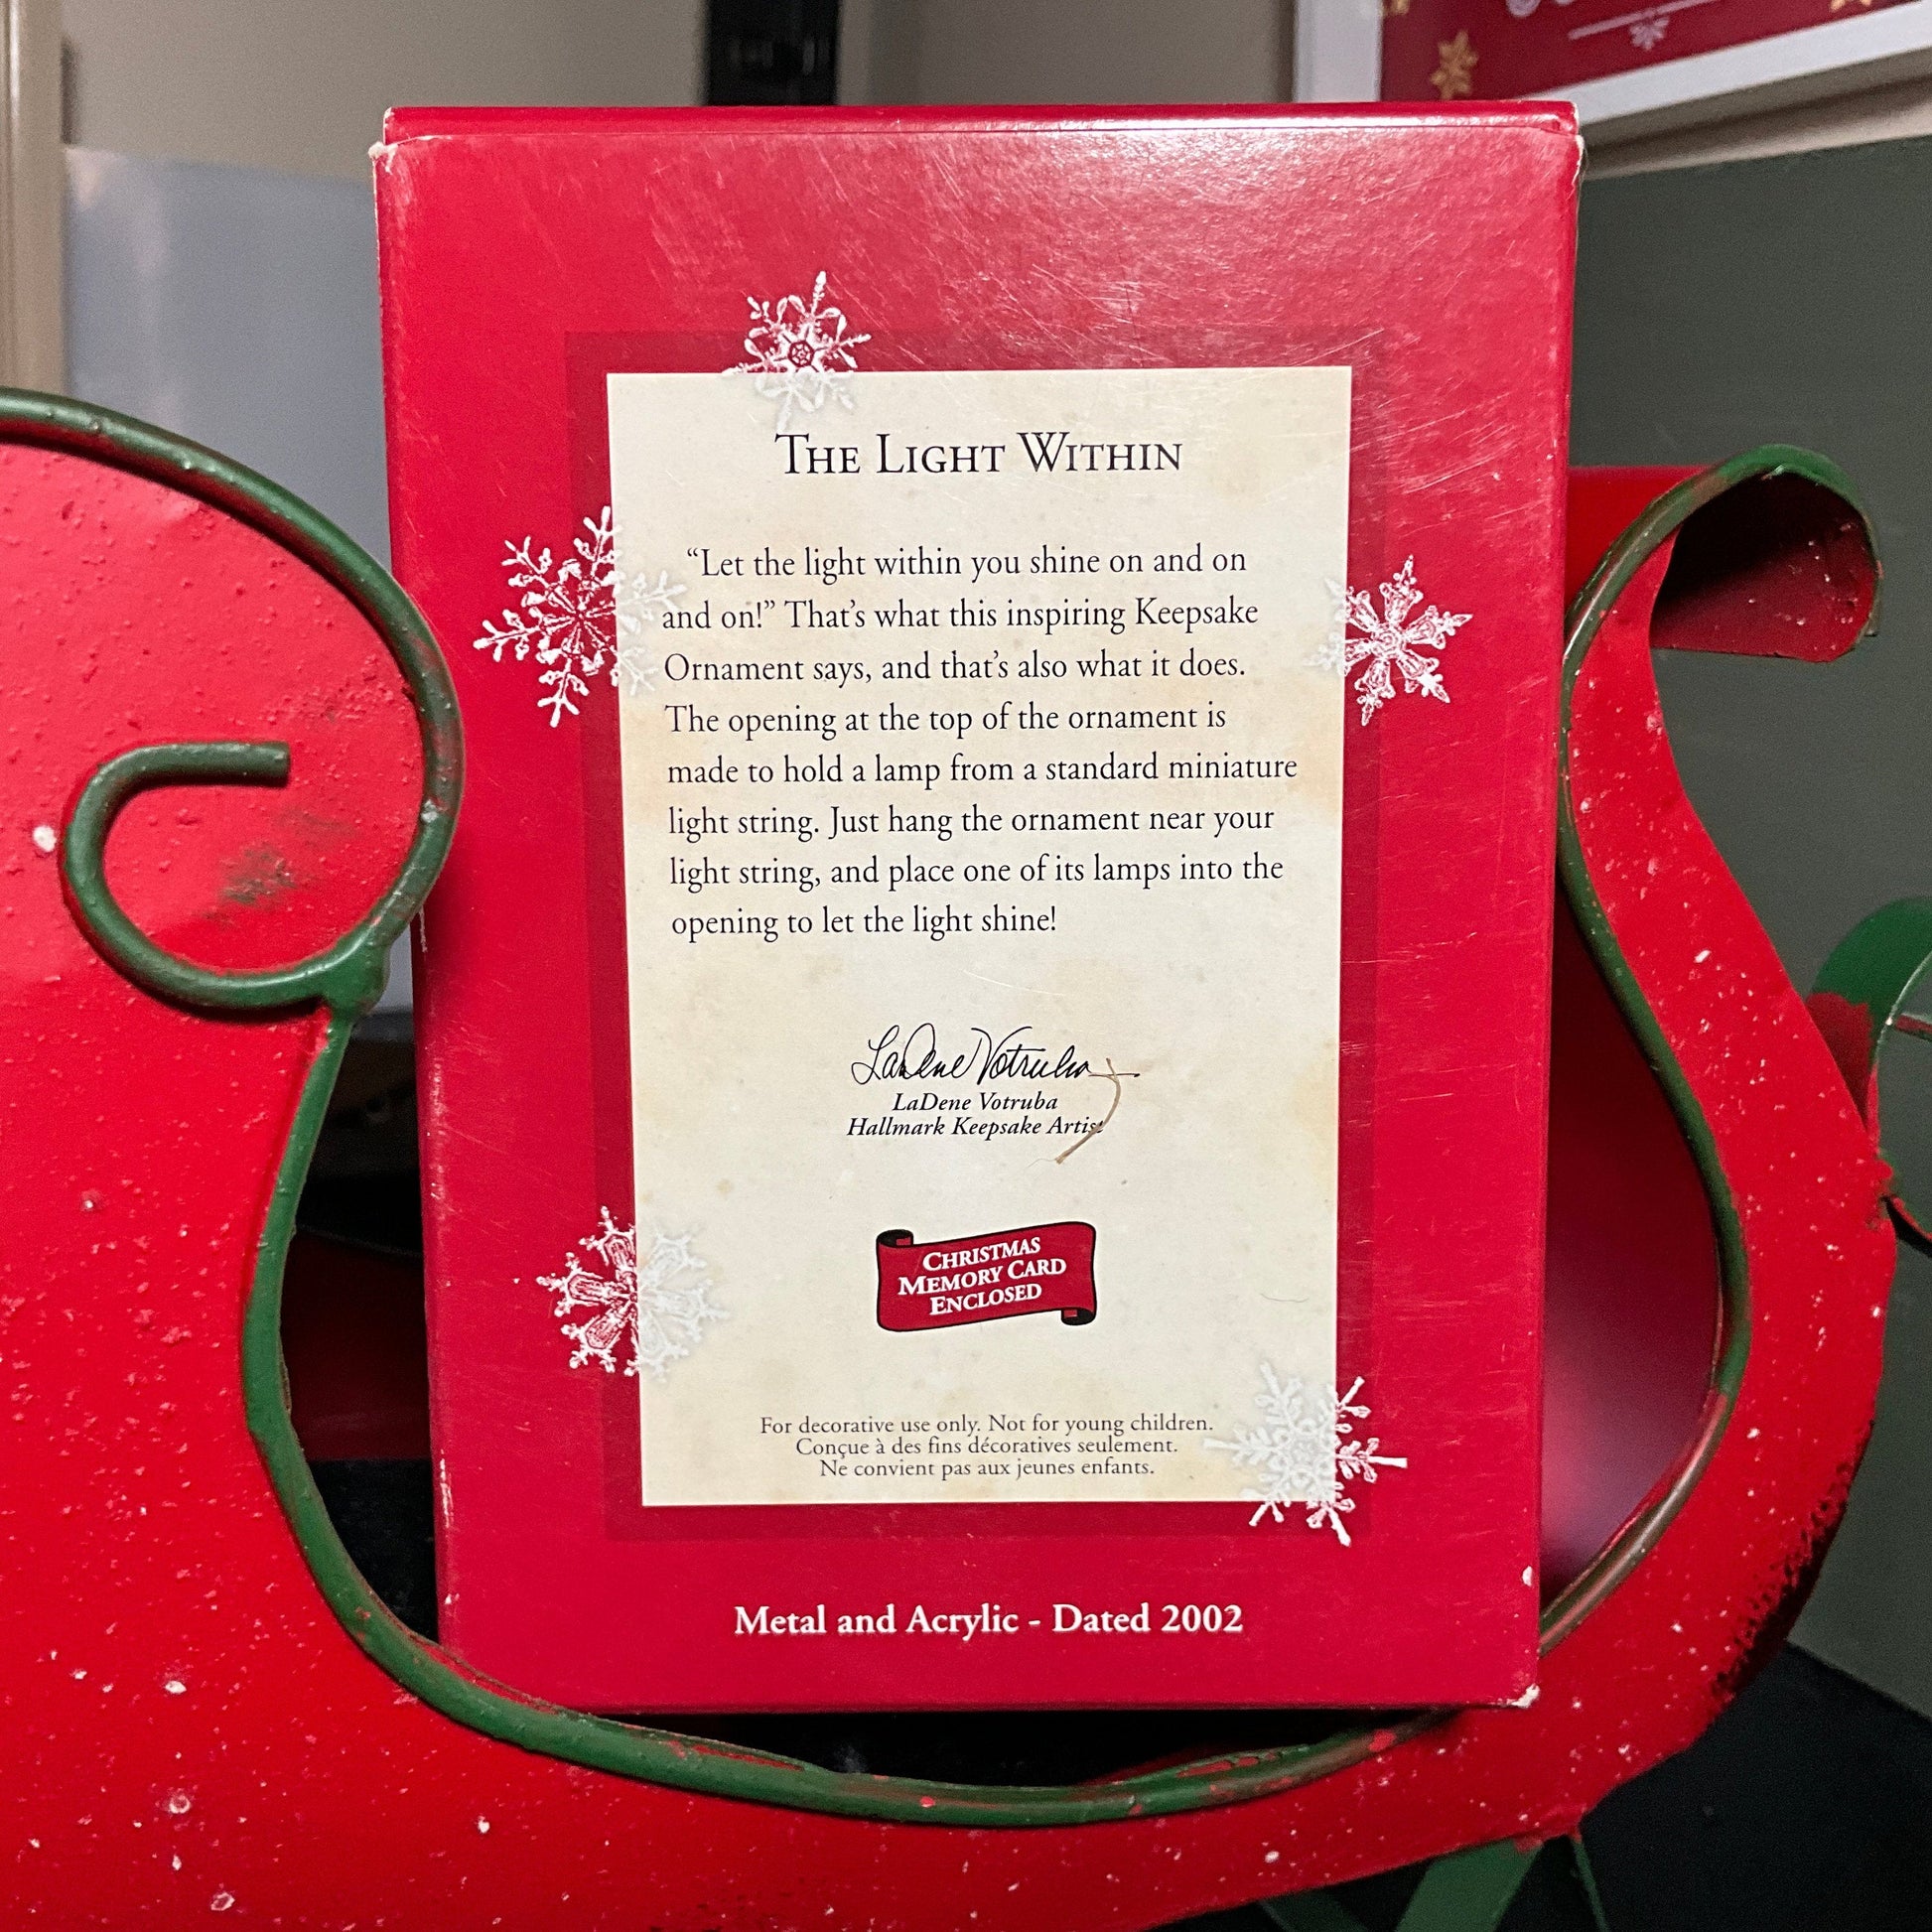 THE LIGHT WITHIN
“Let the light within you shine on and on
and on!” That’s what this inspiring Keepsake
Ornament says, and that’s also what it does.
The opening at the top of the ornament is
made to hold a lamp from a standard miniature
light string. Just hang the ornament near your
light string, and place one of its lamps into the
opening to let the light shine!
LaDene Votruba
LaDene Votruba
Hallmark Keepsake Artist
CHRISTMAS
MEMORY CARD
ENCLOSED
For decorative use only. Not for young children.
Conçue à des fins décoratives seulement.
Ne convient pas aux jeunes enfants.
Metal and Acrylic - Dated 2002